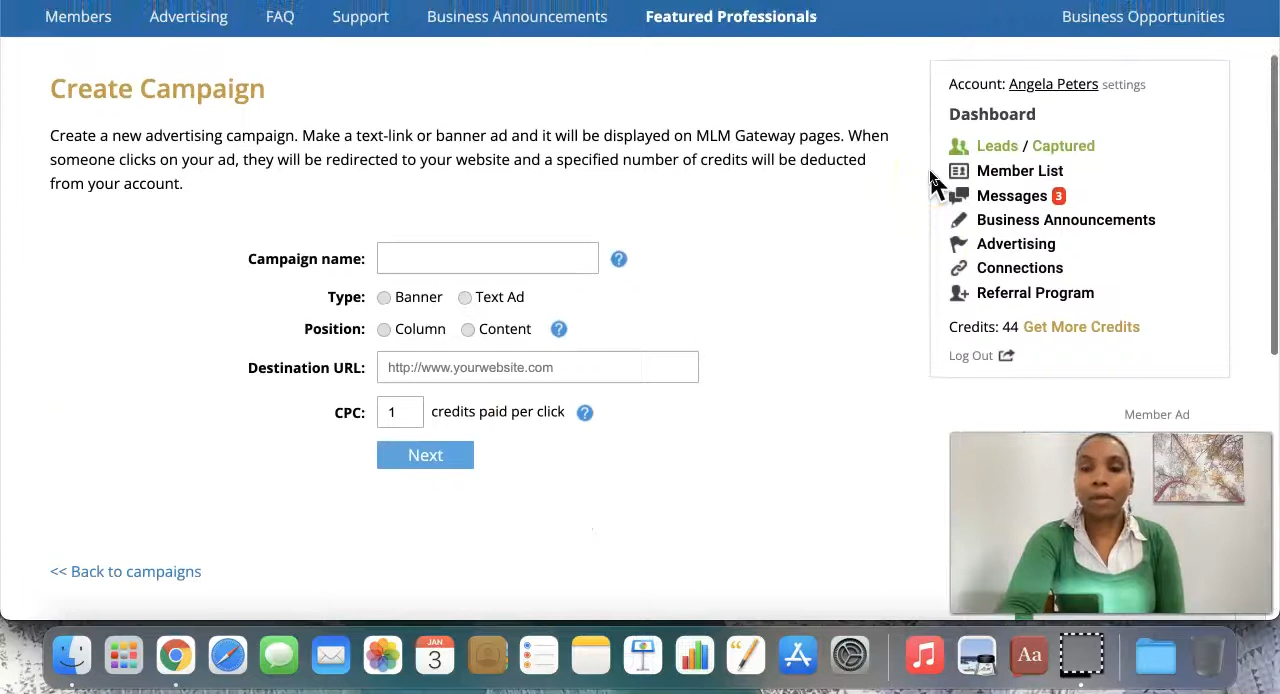 Members Advertising FAQ Support Business Announcements Featured Professionals Business Opportunities
Create Campaign
Create a new advertising campaign. Make a text-link or banner ad and it will be displayed on MLM Gateway pages. When
someone clicks on your ad, they will be redirected to your website and a specified number of credits will be deducted
from your account.
Campaign name: ?
Type: Banner Text Ad
Position: Column Content ?
Destination URL: http://www.yourwebsite.com
CPC: 1 credits paid per click ?
Next
<< Back to campaigns
Account: Angela Peters settings
Dashboard
Leads / Captured
Member List
Messages 3
Business Announcements
Advertising
Connections
Referral Program
Credits: 44 Get More Credits
Log Out
Member Ad
JAN
3
Aa